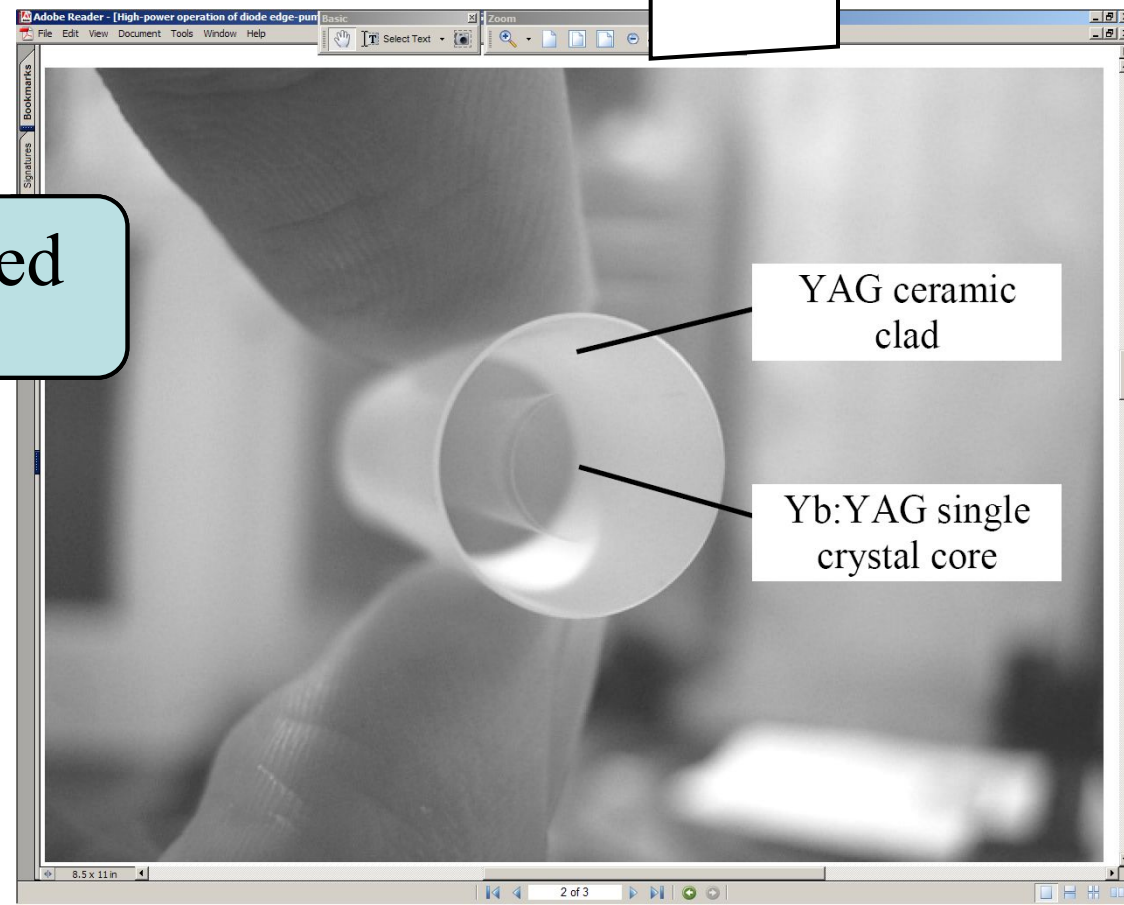 Adobe Reader - [High-power operation of diode edge-pum
Basic
Zoom
File Edit View Document Tools Window Help
Select Text
Bookmarks
Signatures
ed
YAG ceramic
clad
Yb:YAG single
crystal core
8.5 x 11 in
2 of 3